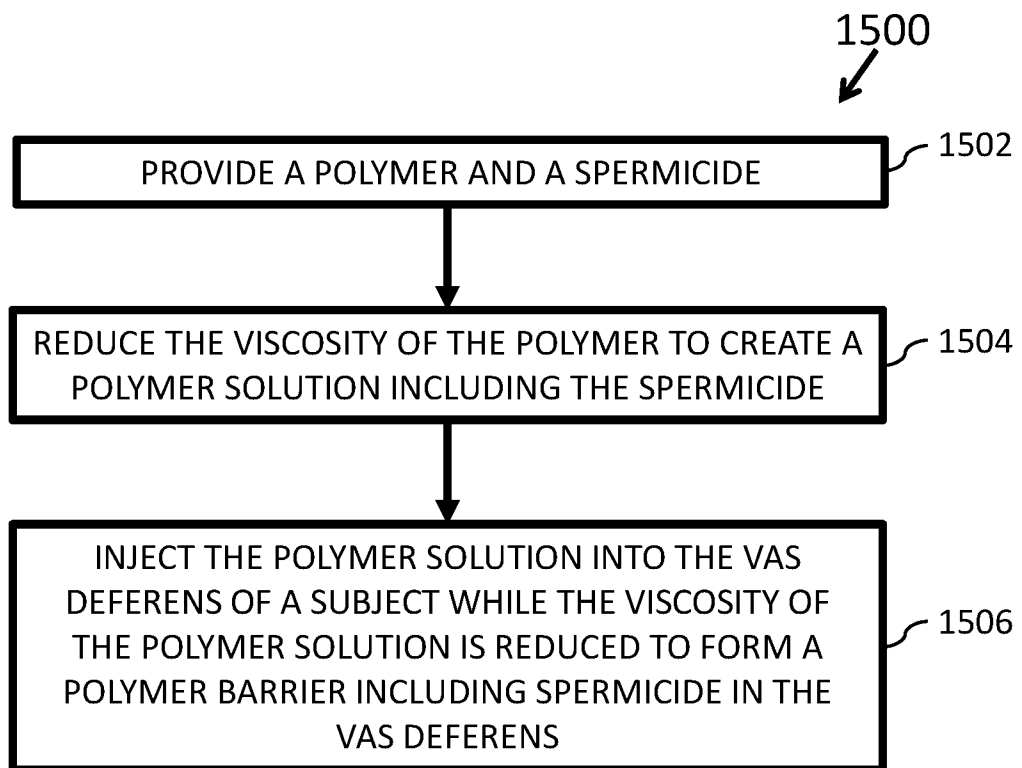 1500
PROVIDE A POLYMER AND A SPERMICIDE
1502
REDUCE THE VISCOSITY OF THE POLYMER TO CREATE A
POLYMER SOLUTION INCLUDING THE SPERMICIDE
1504
INJECT THE POLYMER SOLUTION INTO THE VAS
DEFERENS OF A SUBJECT WHILE THE VISCOSITY OF
THE POLYMER SOLUTION IS REDUCED TO FORM A
POLYMER BARRIER INCLUDING SPERMICIDE IN THE
VAS DEFERENS
1506